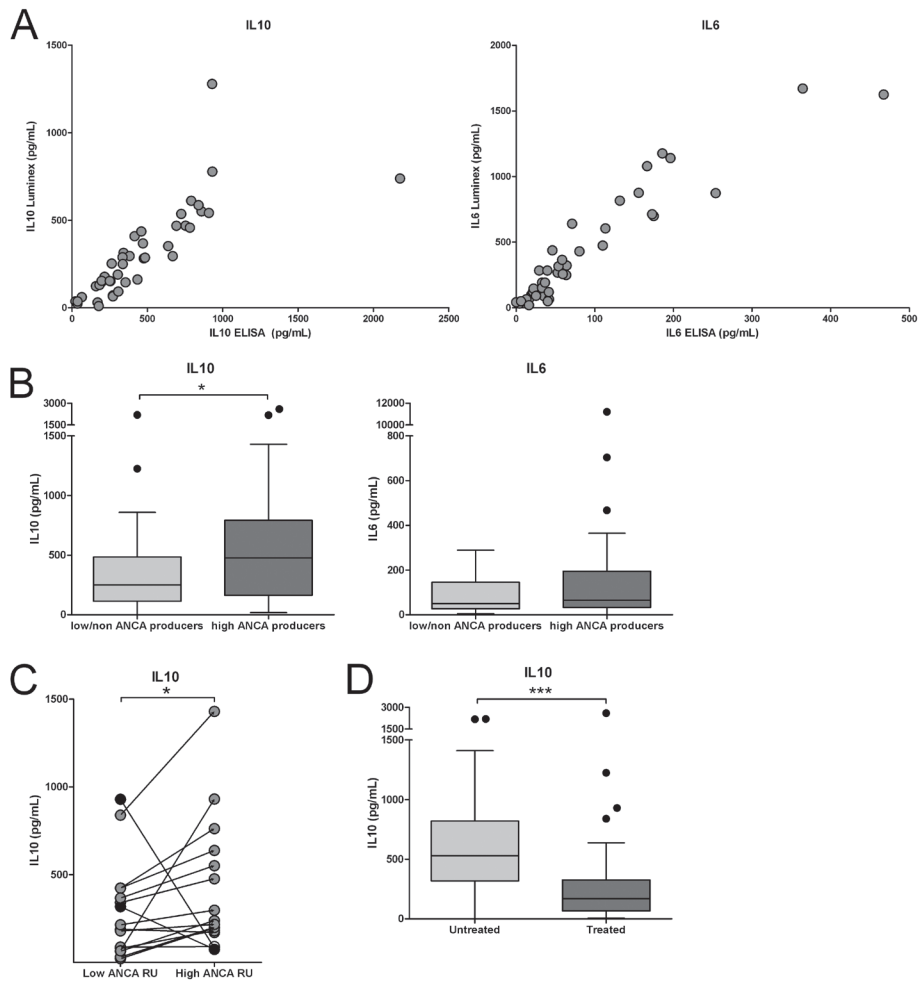 A
IL10
1500
1000
500
0
IL10 Luminex (pg/mL)
0 500 1000 1500 2000 2500
IL10 ELISA (pg/mL)
IL6
2000
1500
1000
500
0
IL6 Luminex (pg/mL)
0 100 200 300 400 500
IL6 ELISA (pg/mL)
B
IL10
*
3000
1500
1500
1000
500
0
IL10 (pg/mL)
low/non ANCA producers high ANCA producers
IL6
12000
1000
800
600
400
200
0
IL6 (pg/mL)
low/non ANCA producers high ANCA producers
C
IL10
*
1500
1000
500
IL10 (pg/mL)
Low ANCA RU High ANCA RU
D
IL10
***
3000
1500
1500
1000
500
0
IL10 (pg/mL)
Untreated Treated